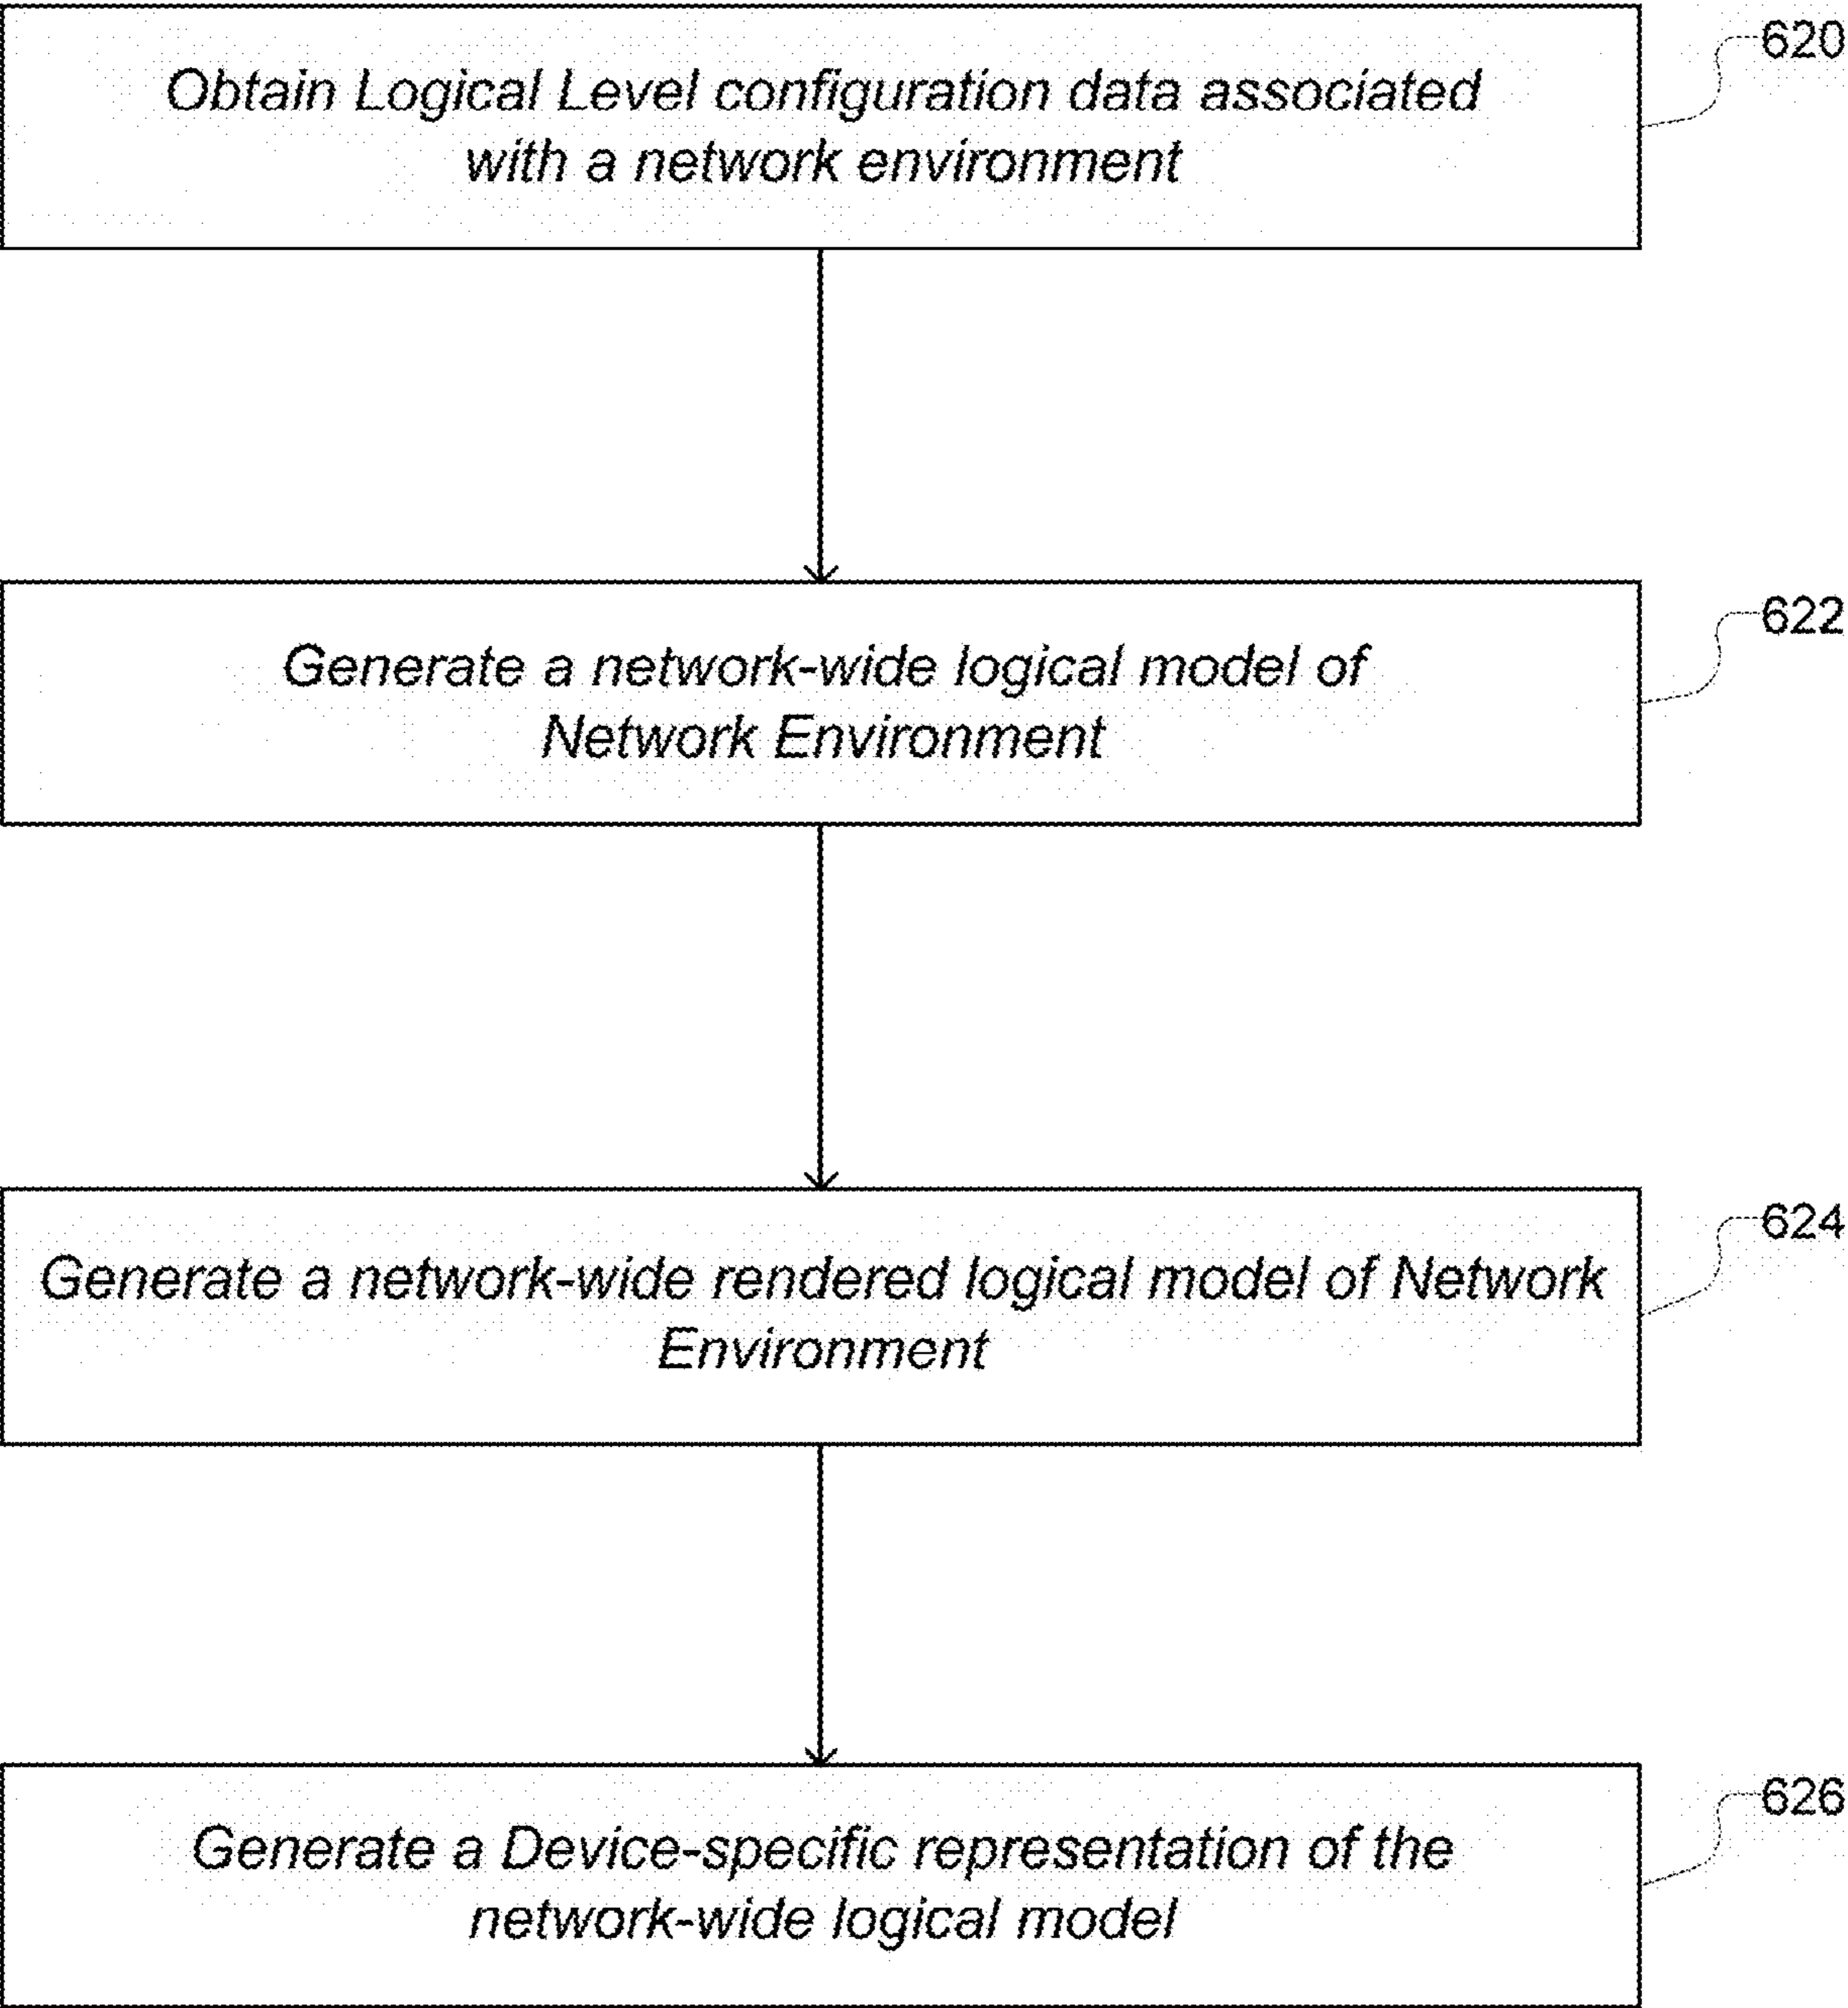 Obtain Logical Level configuration data associated
with a network environment
620
Generate a network-wide logical model of
Network Environment
622
Generate a network-wide rendered logical model of Network
Environment
624
Generate a Device-specific representation of the
network-wide logical model
626